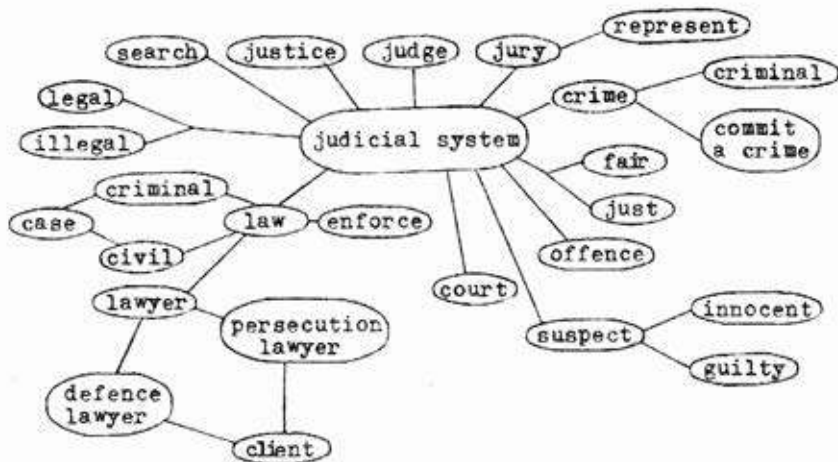 represent
search
justice
judge
jury
criminal
legal
crime
illegal
judicial system
commit
a crime
fair
criminal
just
case
law
enforce
civil
offence
court
lawyer
innocent
persecution
lawyer
suspect
guilty
defence
lawyer
client